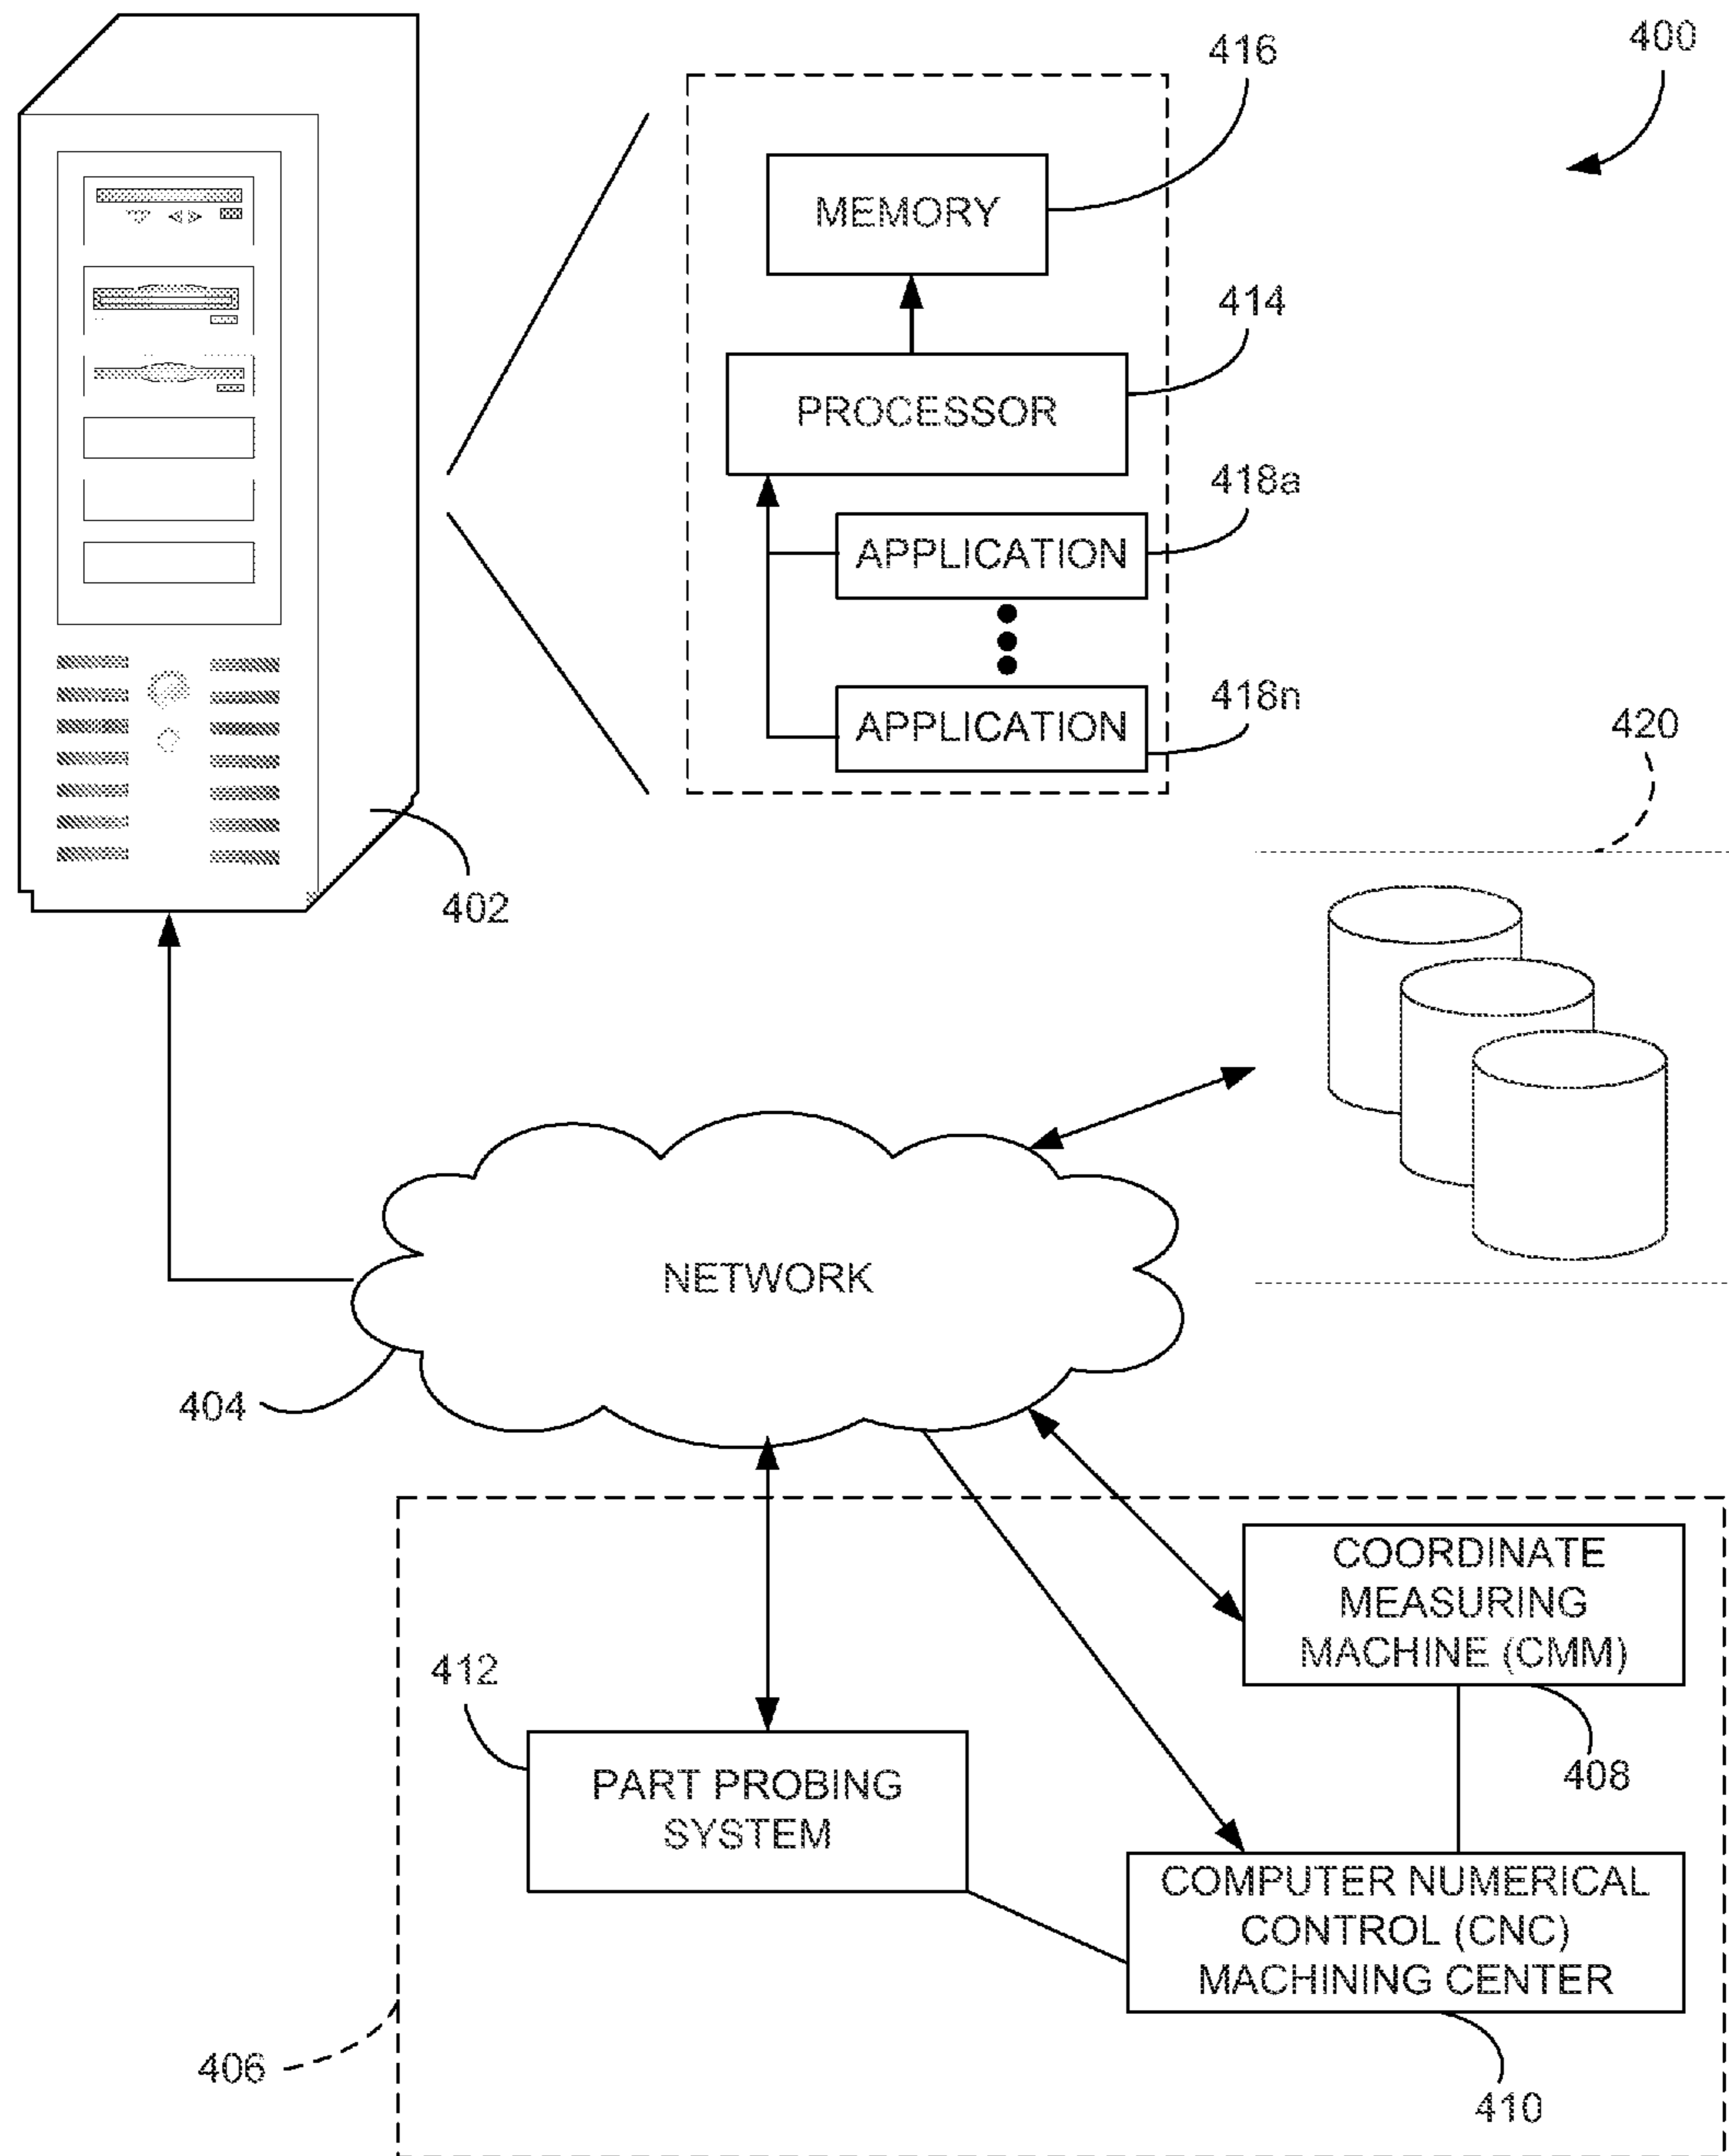 400
416
MEMORY
414
PROCESSOR
418a
APPLICATION
418n
APPLICATION
420
402
NETWORK
404
COORDINATE
MEASURING
MACHINE (CMM)
412
408
PART PROBING
SYSTEM
COMPUTER NUMERICAL
CONTROL (CNC)
MACHINING CENTER
406
410